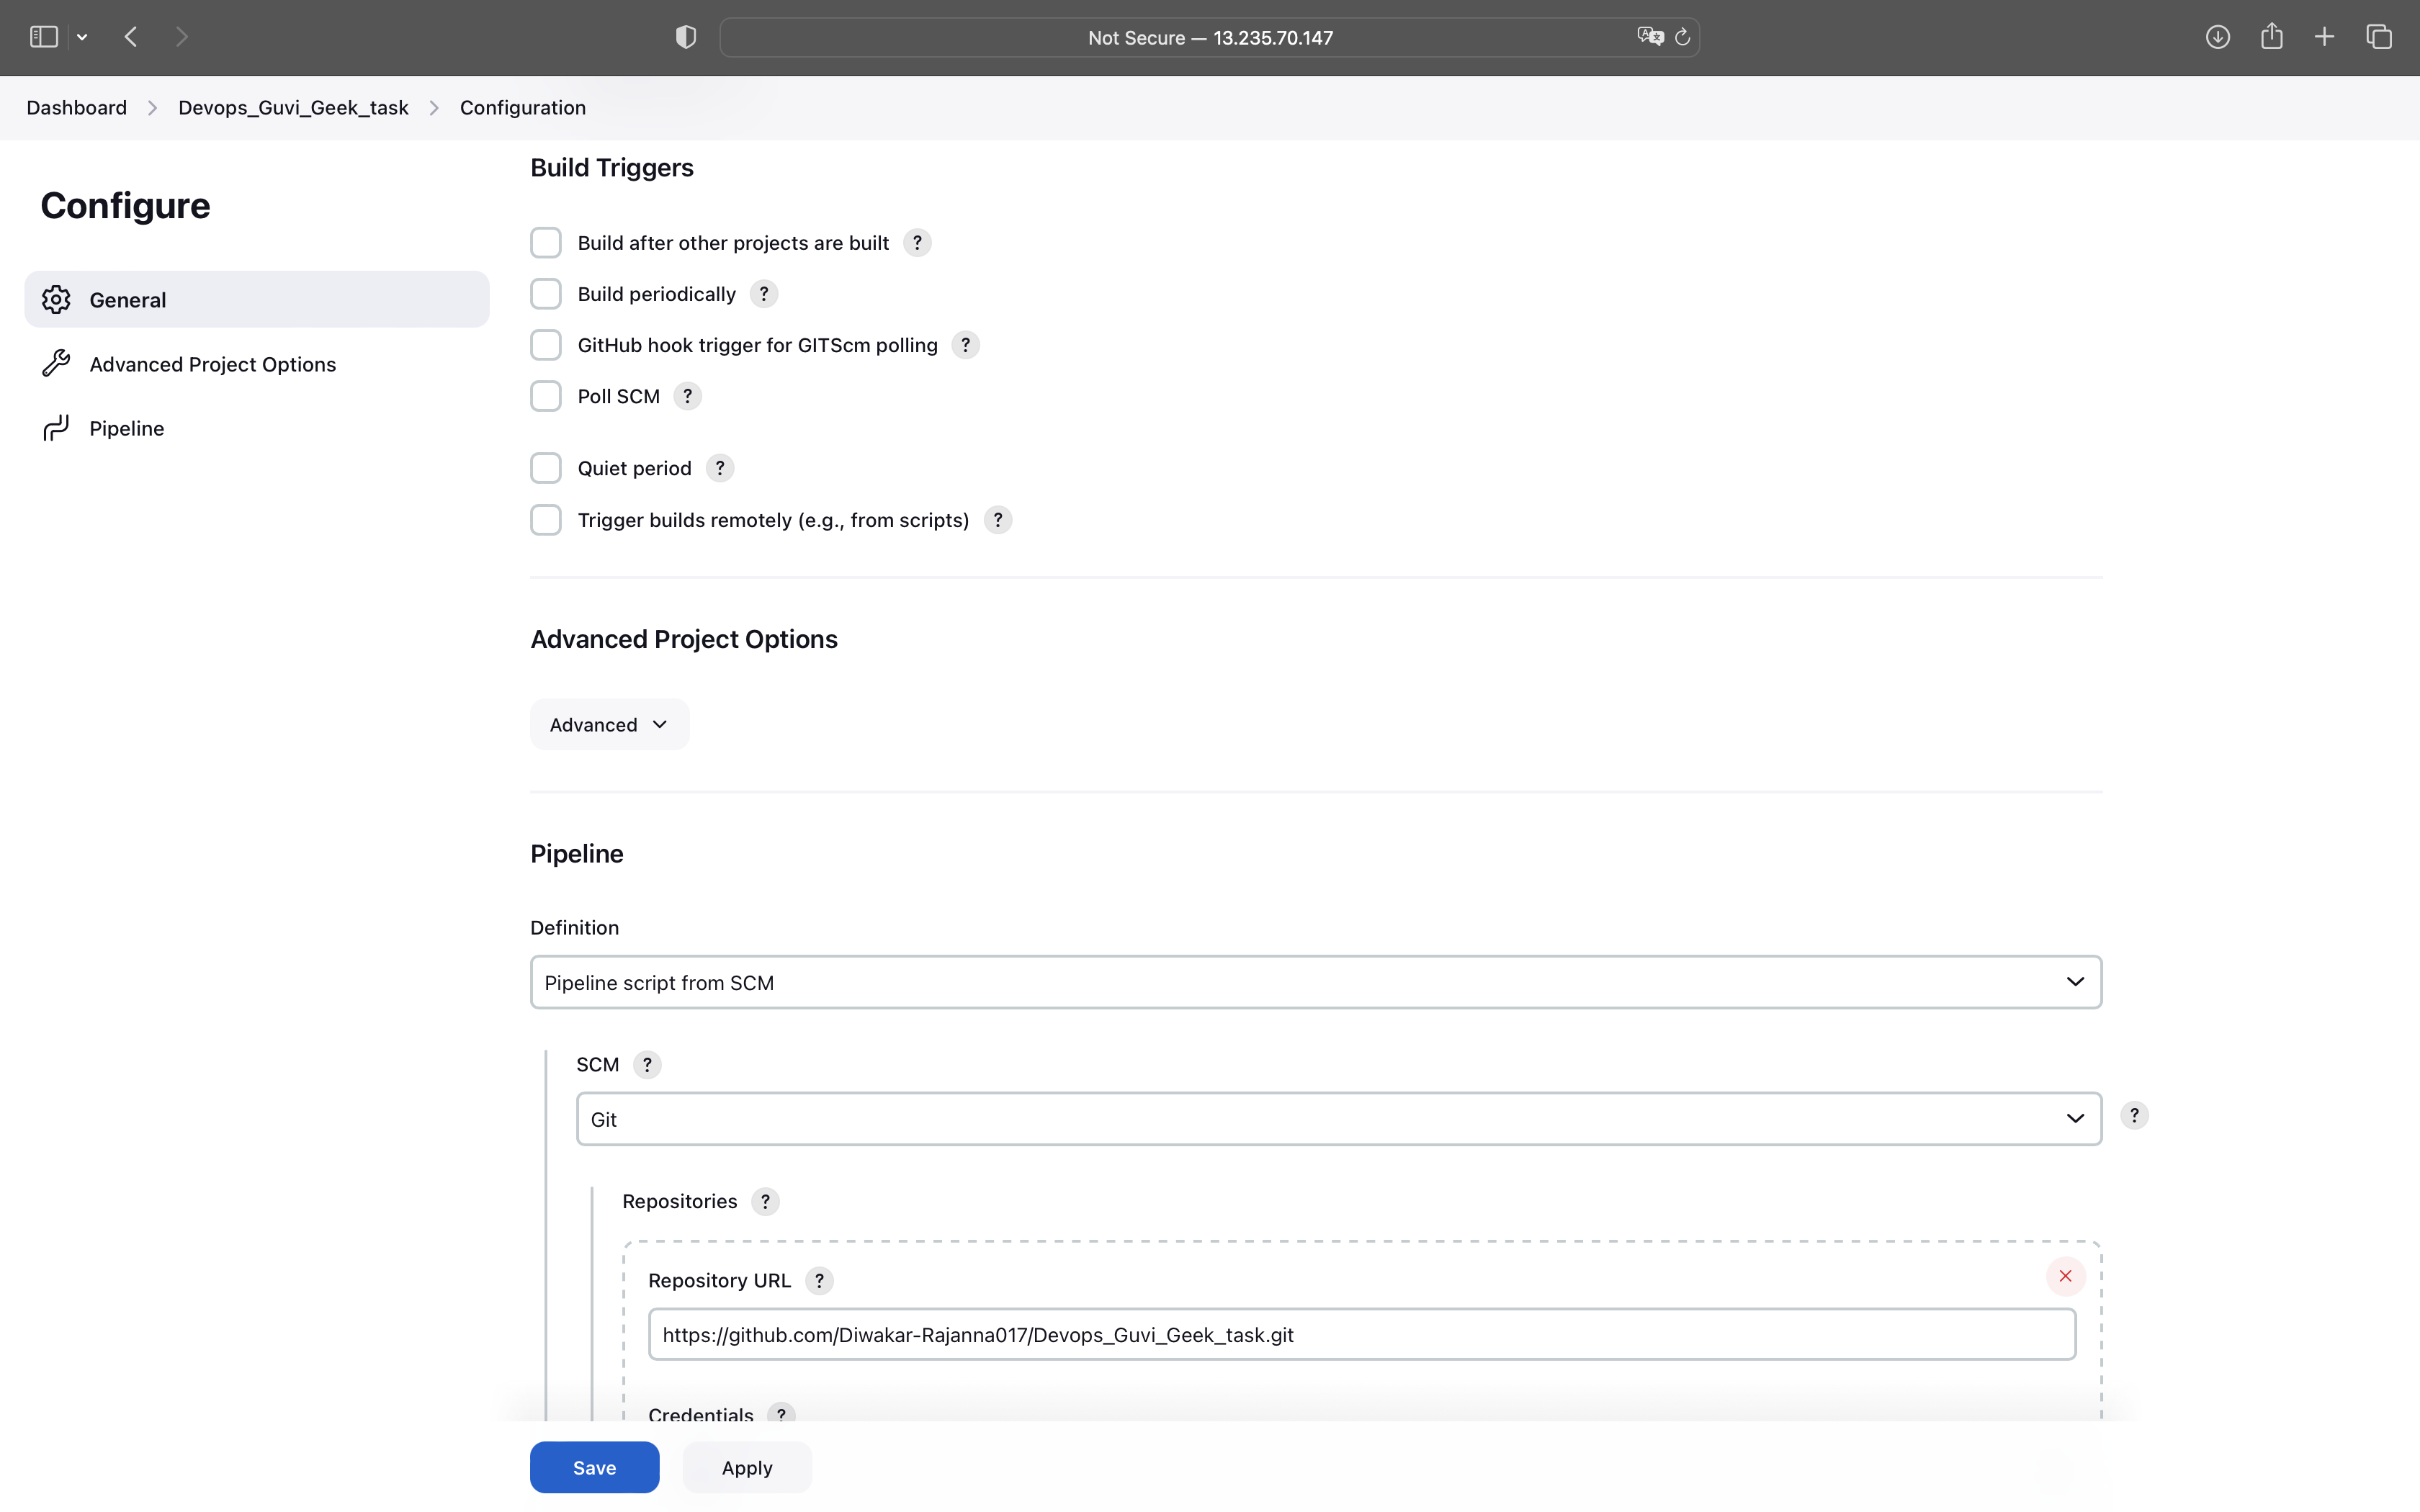 Not Secure — 13.235.70.147
Dashboard > Devops_Guvi_Geek_task > Configuration
Configure
General
Advanced Project Options
Pipeline
Build Triggers
Build after other projects are built ?
Build periodically ?
GitHub hook trigger for GITScm polling ?
Poll SCM ?
Quiet period ?
Trigger builds remotely (e.g., from scripts) ?
Advanced Project Options
Advanced
Pipeline
Definition
Pipeline script from SCM
SCM ?
Git
?
Repositories ?
Repository URL ?
https://github.com/Diwakar-Rajanna017/Devops_Guvi_Geek_task.git
Credentials ?
Save Apply